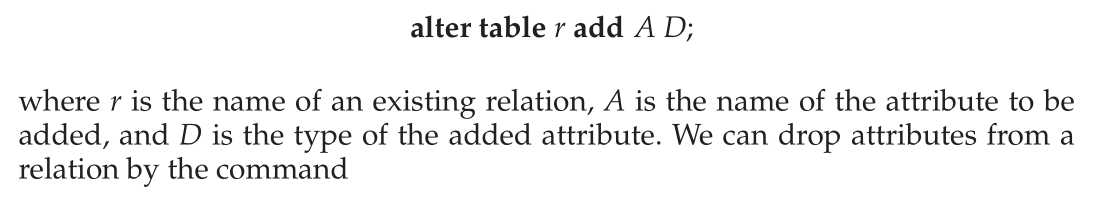 alter table r add A D;
where r is the name of an existing relation, A is the name of the attribute to be
added, and D is the type of the added attribute. We can drop attributes from a
relation by the command